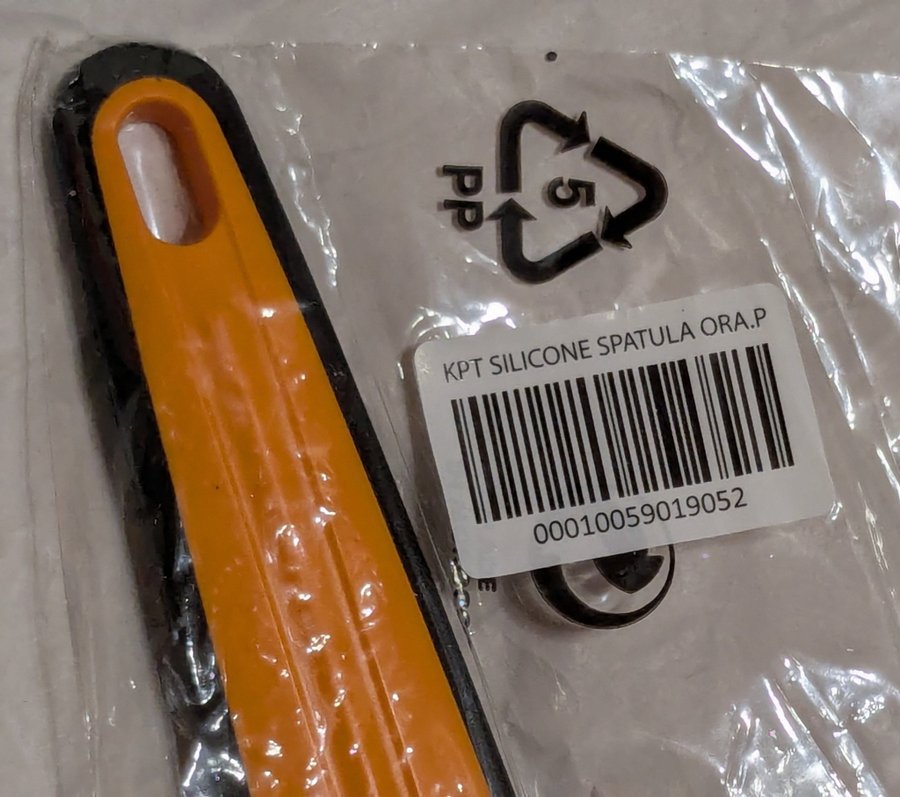 5
PP
KPT SILICONE SPATULA ORA.P
00010059019052